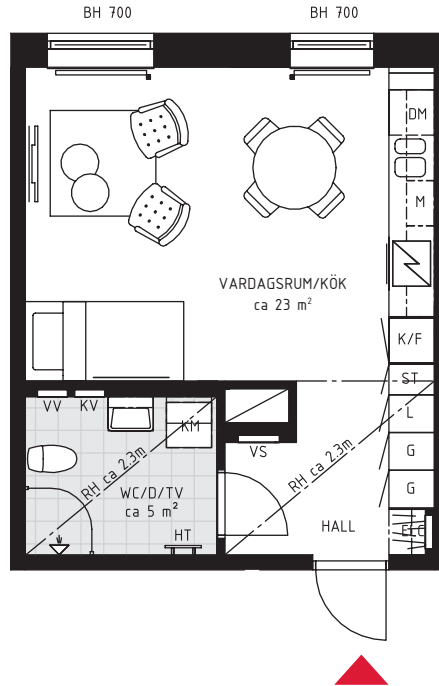 BH 700
BH 700
DM
M
VARDAGSRUM/KÖK
ca 23 m²
K/F
ST
VV
KV
KM
L
VS
G
RH ca 2.3m
RH ca 2.3m
WC/D/TV
ca 5 m²
G
HT
HALL
ELC